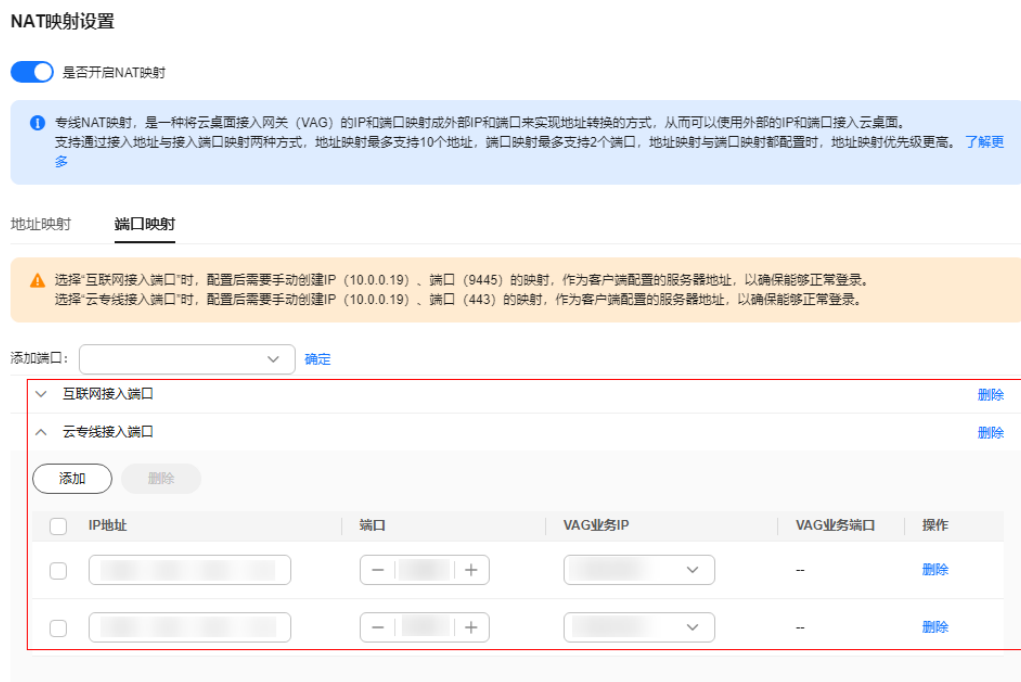 NAT映射设置
是否开启NAT映射
专线NAT映射，是一种将云桌面接入网关（VAG）的IP和端口映射成外部IP和端口来实现地址转换的方式，从而可以使用外部的IP和端口接入云桌面。
支持通过接入地址与接入端口映射两种方式，地址映射最多支持10个地址，端口映射最多支持2个端口，地址映射与端口映射都配置时，地址映射优先级更高。 了解更
多
地址映射 端口映射
选择“互联网接入端口”时，配置后需要手动创建IP（10.0.0.19）、端口（9445）的映射，作为客户端配置的服务器地址，以确保能够正常登录。
选择“云专线接入端口”时，配置后需要手动创建IP（10.0.0.19）、端口（443）的映射，作为客户端配置的服务器地址，以确保能够正常登录。
添加端口： 确定
互联网接入端口 删除
云专线接入端口 删除
添加 删除
IP地址 端口 VAG业务IP VAG业务端口 操作
-- 删除
-- 删除